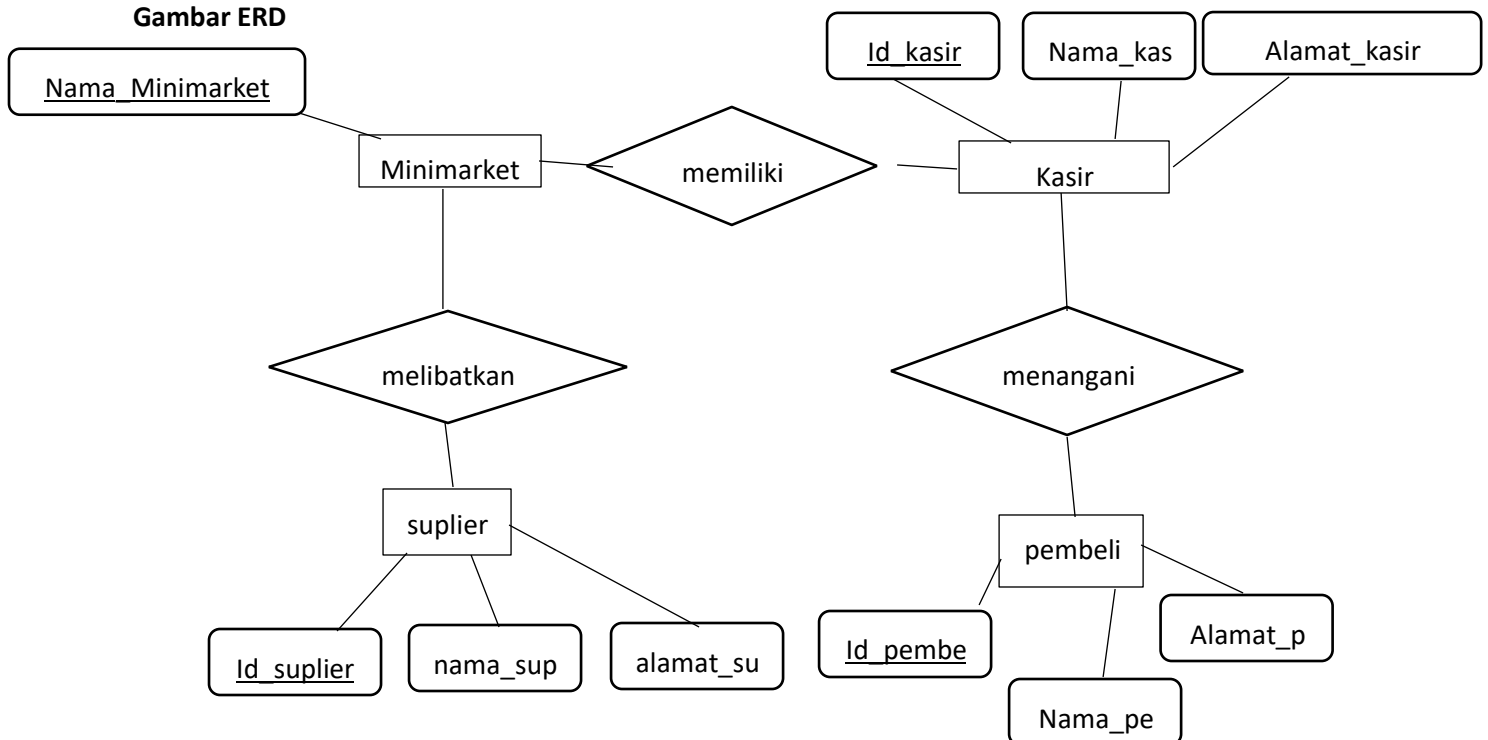 Gambar ERD
Id_kasir
Nama_kas
Alamat_kasir
Nama_Minimarket
Minimarket
memiliki
Kasir
melibatkan
menangani
suplier
pembeli
Id_suplier
nama_sup
alamat_su
Id_pembe
Alamat_p
Nama_pe